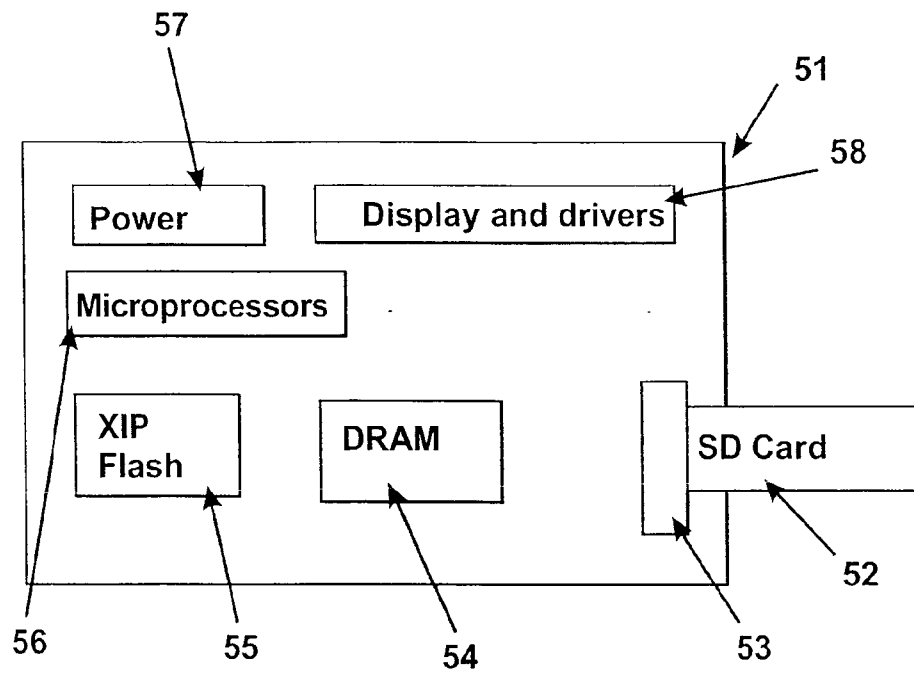 57
51
58
Power
Display and drivers
Microprocessors
XIP
Flash
DRAM
SD Card
52
56
55
54
53